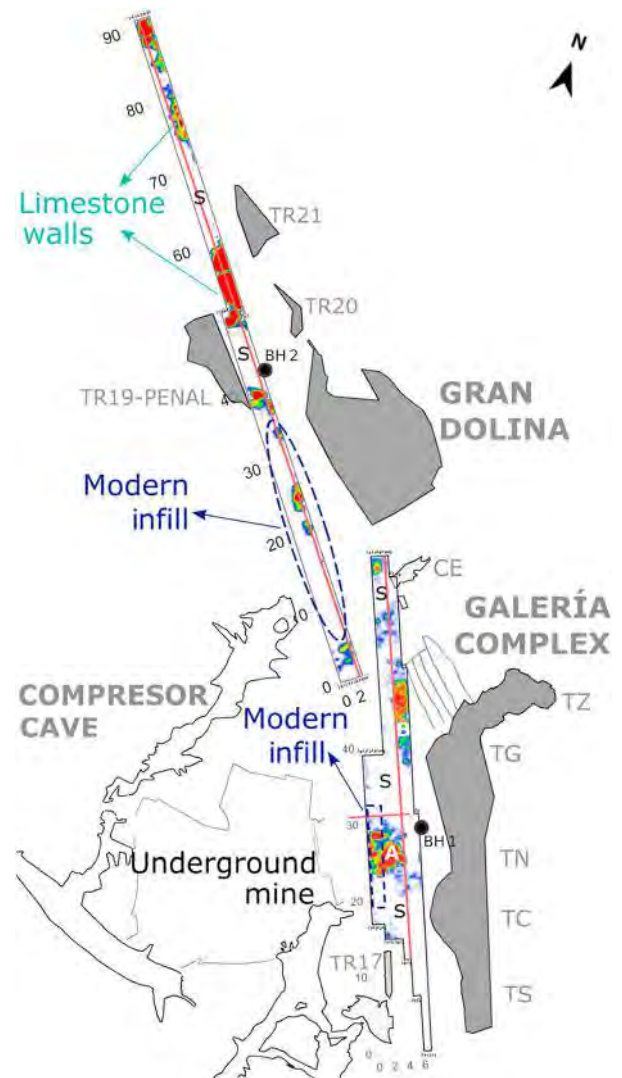 90
N
80
70
S
TR21
Limestone
walls
60
TR20
S
BH 2
TR19-PENAL
4
GRAN
DOLINA
30
Modern
infill
20
CE
S
10
GALERÍA
COMPLEX
0
0 2
COMPRESOR
CAVE
TZ
Modern
infill
B
TG
40
S
30
BH 1
A
TN
Underground
mine
20
S
TC
TR17
10
TS
0
0 2 4 6